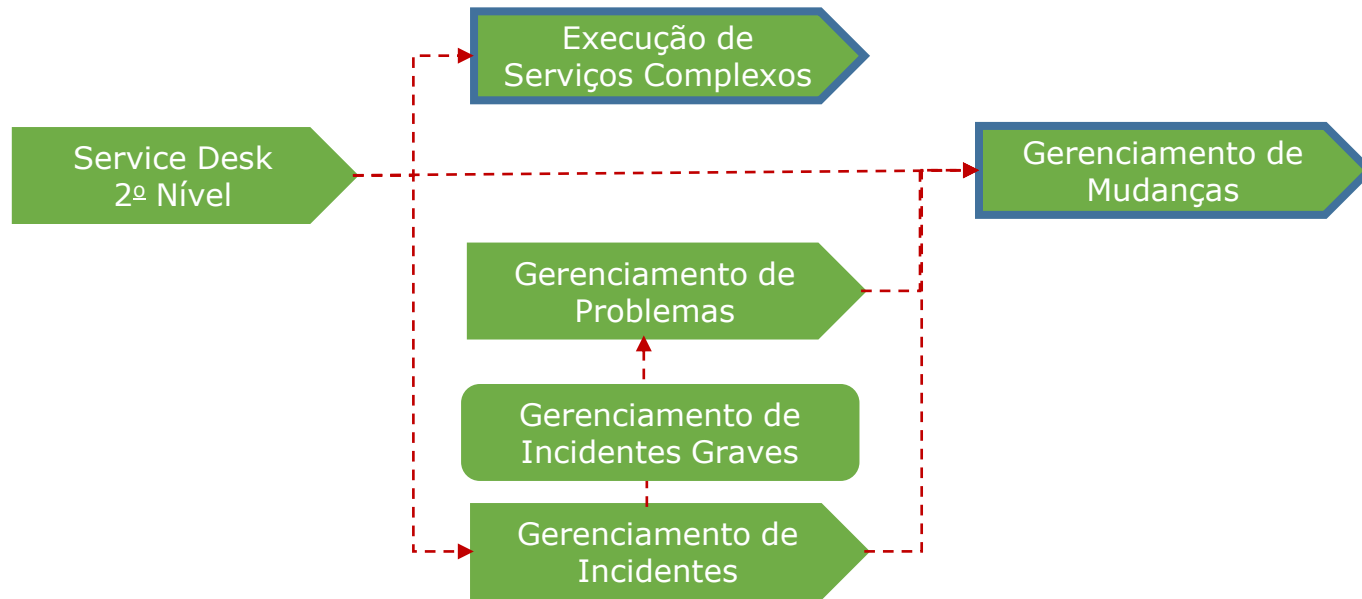 Execução de
Serviços Complexos
Service Desk
2º Nível
Gerenciamento de
Mudanças
Gerenciamento de
Problemas
Gerenciamento de
Incidentes Graves
Gerenciamento de
Incidentes